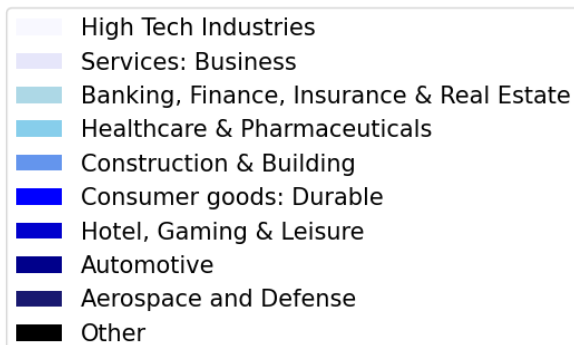 High Tech Industries
Services: Business
Banking, Finance, Insurance & Real Estate
Healthcare & Pharmaceuticals
Construction & Building
Consumer goods: Durable
Hotel, Gaming & Leisure
Automotive
Aerospace and Defense
Other